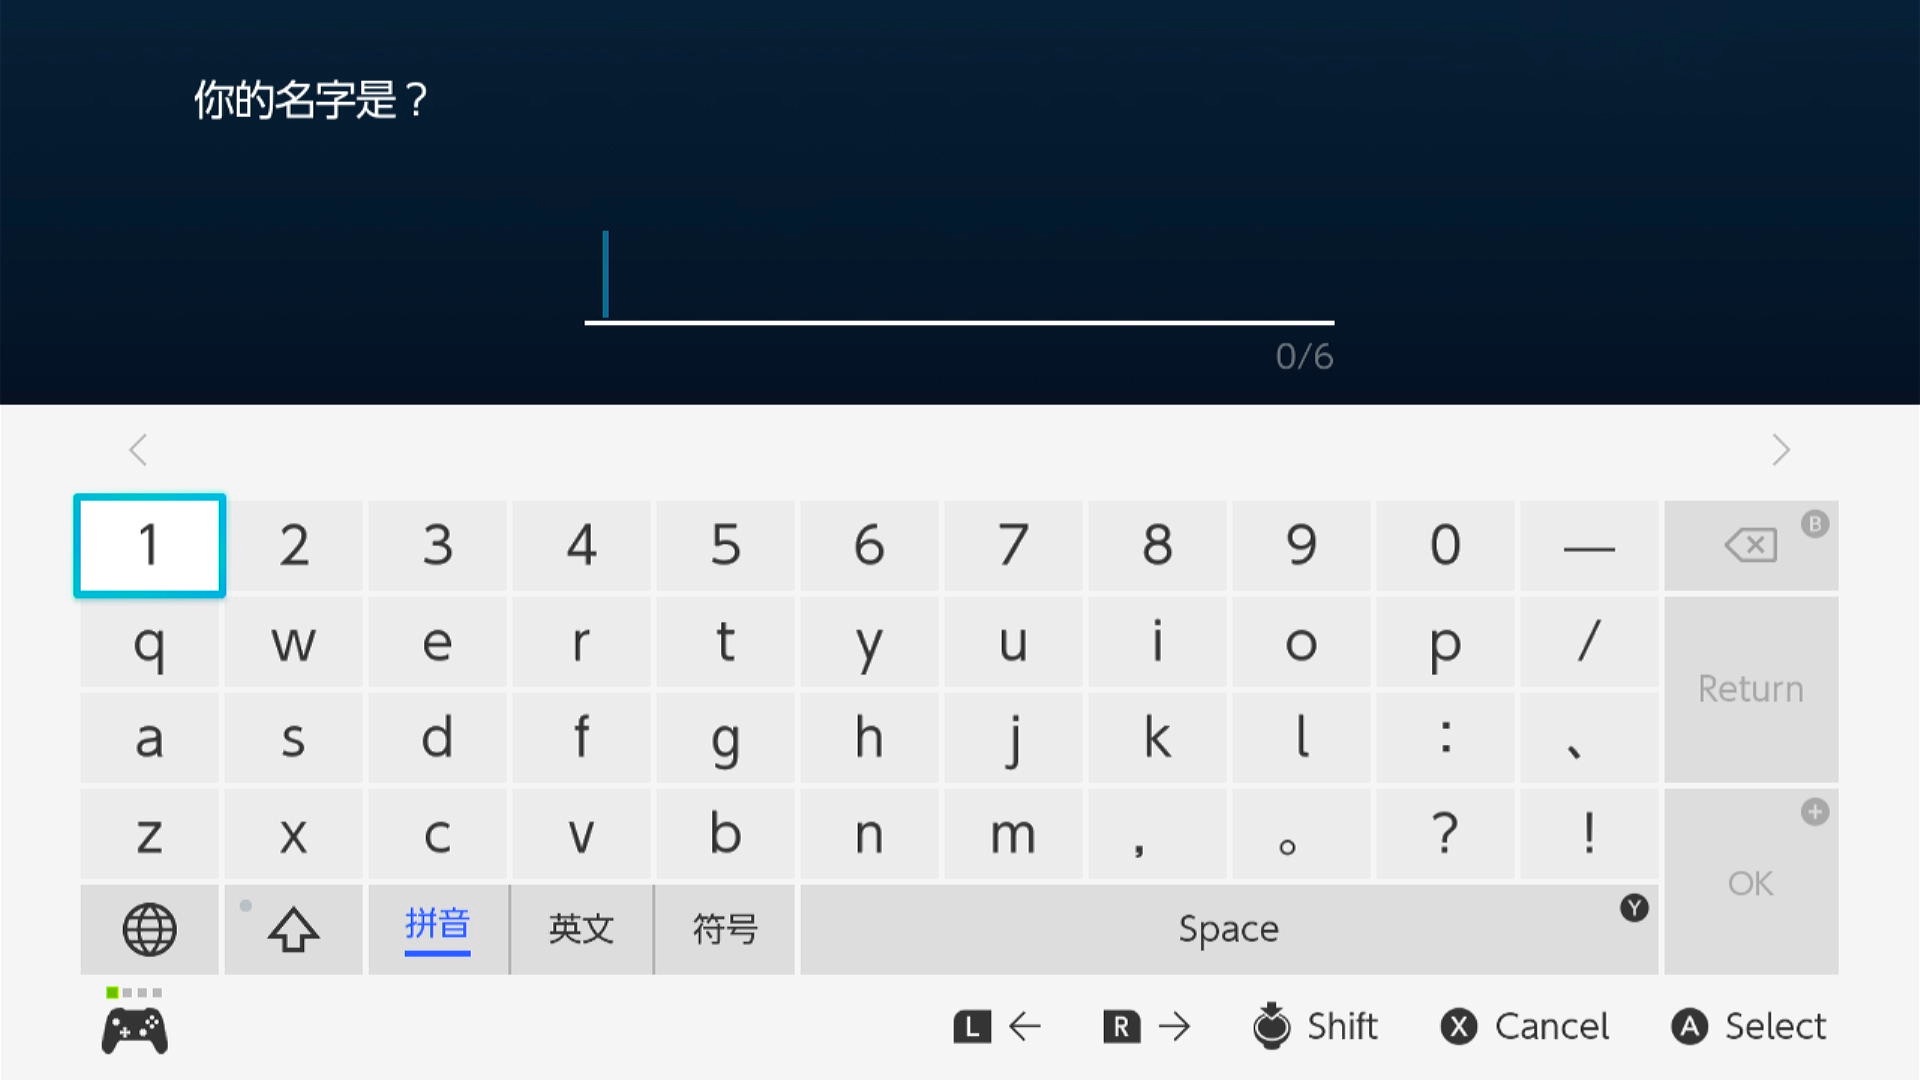 你的名字是？
0/6
1 2 3 4 5 6 7 8 9 0 — B
q w e r t y u i o p / Return
a s d f g h j k l : 、
z x c v b n m , 。 ? ! + OK
拼音 英文 符号 Space Y
L ← R → Shift X Cancel A Select